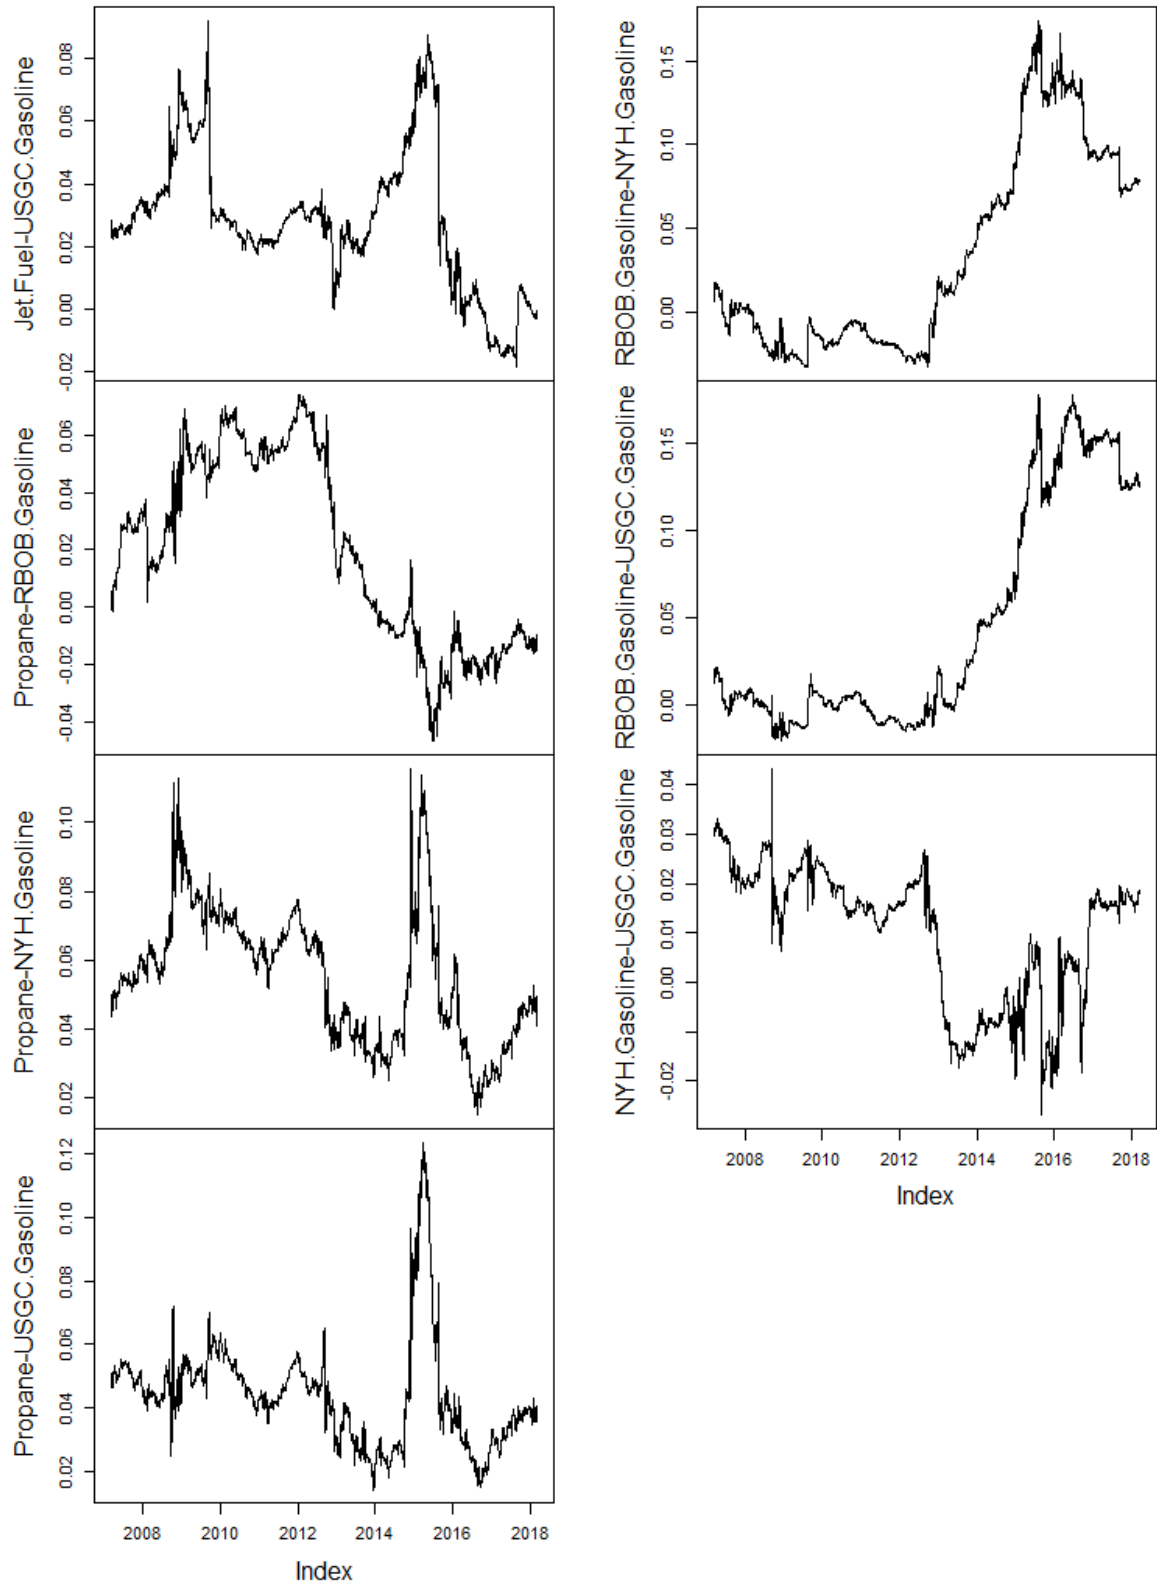 Jet.Fuel-USGC.Gasoline
-0.02 0.00 0.02 0.04 0.06 0.08
Propane-RBOB.Gasoline
-0.04 -0.02 0.00 0.02 0.04 0.06
Propane-NYH.Gasoline
0.02 0.04 0.06 0.08 0.10
Propane-USGC.Gasoline
0.02 0.04 0.06 0.08 0.10 0.12
2008 2010 2012 2014 2016 2018
Index
RBOB.Gasoline-NYH.Gasoline
0.00 0.05 0.10 0.15
RBOB.Gasoline-USGC.Gasoline
0.00 0.05 0.10 0.15
NYH.Gasoline-USGC.Gasoline
-0.02 0.00 0.01 0.02 0.03 0.04
2008 2010 2012 2014 2016 2018
Index